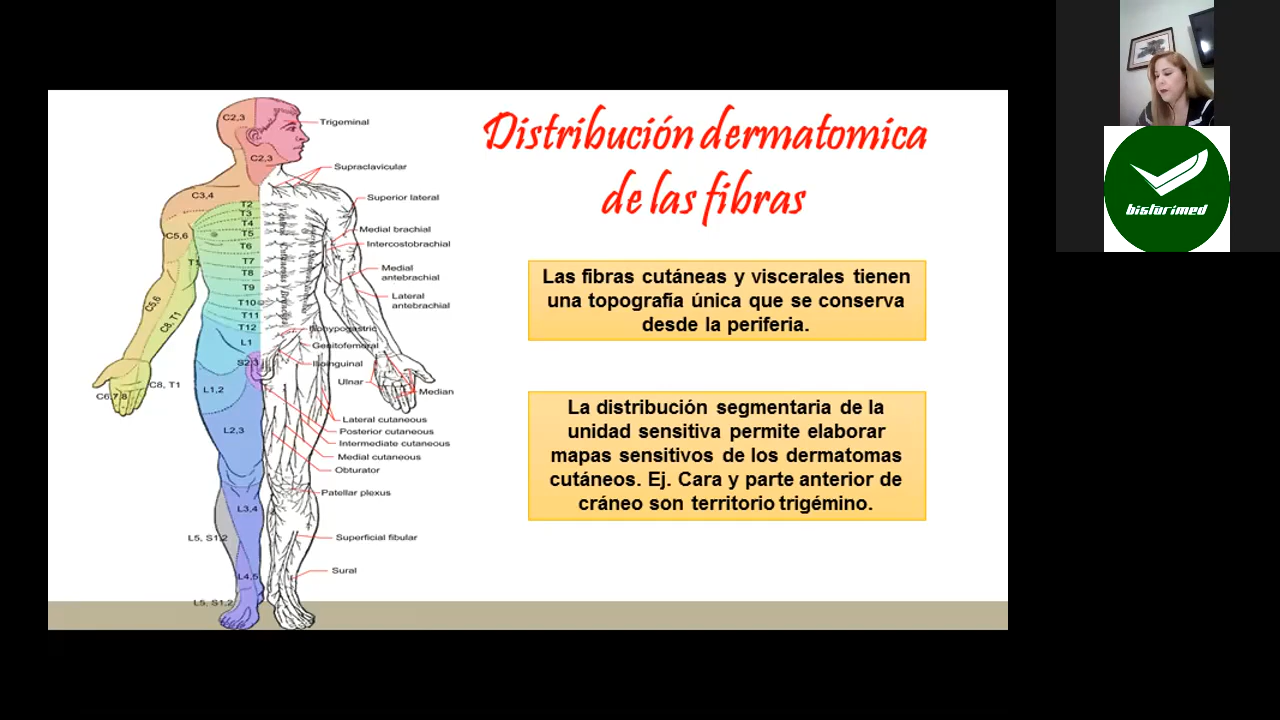 Distribución dermatomica
de las fibras
Las fibras cutáneas y viscerales tienen
una topografía única que se conserva
desde la periferia.
La distribución segmentaria de la
unidad sensitiva permite elaborar
mapas sensitivos de los dermatomas
cutáneos. Ej. Cara y parte anterior de
cráneo son territorio trigémino.
C2,3
Trigeminal
C2,3
Supraclavicular
C3,4
Superior lateral
T2
T3
T4
T5
C5,6
Medial brachial
T6
Intercostobrachial
T1
T7
T8
Medial
antebrachial
T9
Lateral
antebrachial
C5,6
T10
C8, T1
T11
T12
Iliohypogastric
L1
Genitofemoral
S2,3
Ilioinguinal
C8, T1
Ulnar
L1,2
Median
C6,7,8
Lateral cutaneous
L2,3
Posterior cutaneous
Intermediate cutaneous
Medial cutaneous
Obturator
Patellar plexus
L3,4
L5, S1,2
Superficial fibular
Sural
L4,5
L5, S1,2
bisturimed